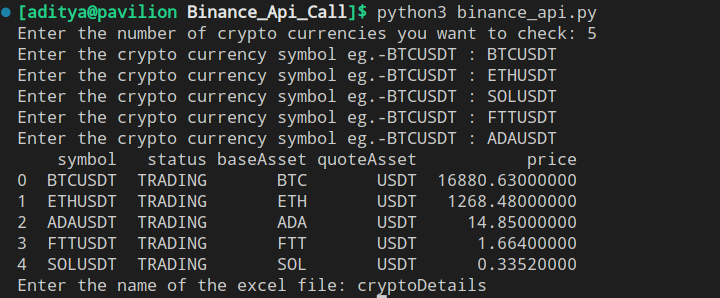 [aditya@pavilion Binance_Api_Call]$ python3 binance_api.py
Enter the number of crypto currencies you want to check: 5
Enter the crypto currency symbol eg.-BTCUSDT : BTCUSDT
Enter the crypto currency symbol eg.-BTCUSDT : ETHUSDT
Enter the crypto currency symbol eg.-BTCUSDT : SOLUSDT
Enter the crypto currency symbol eg.-BTCUSDT : FTTUSDT
Enter the crypto currency symbol eg.-BTCUSDT : ADAUSDT
symbol status baseAsset quoteAsset price
0 BTCUSDT TRADING BTC USDT 16880.63000000
1 ETHUSDT TRADING ETH USDT 1268.48000000
2 ADAUSDT TRADING ADA USDT 14.85000000
3 FTTUSDT TRADING FTT USDT 1.66400000
4 SOLUSDT TRADING SOL USDT 0.33520000
Enter the name of the excel file: cryptoDetails